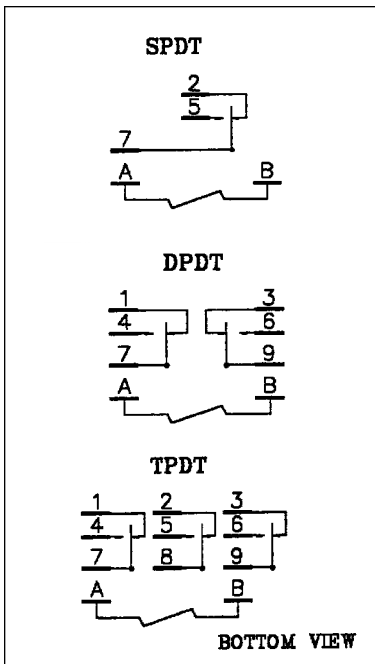 SPDT
2
5
7
A B
DPDT
1 3
4 6
7 9
A B
TPDT
1 2 3
4 5 6
7 8 9
A B
BOTTOM VIEW